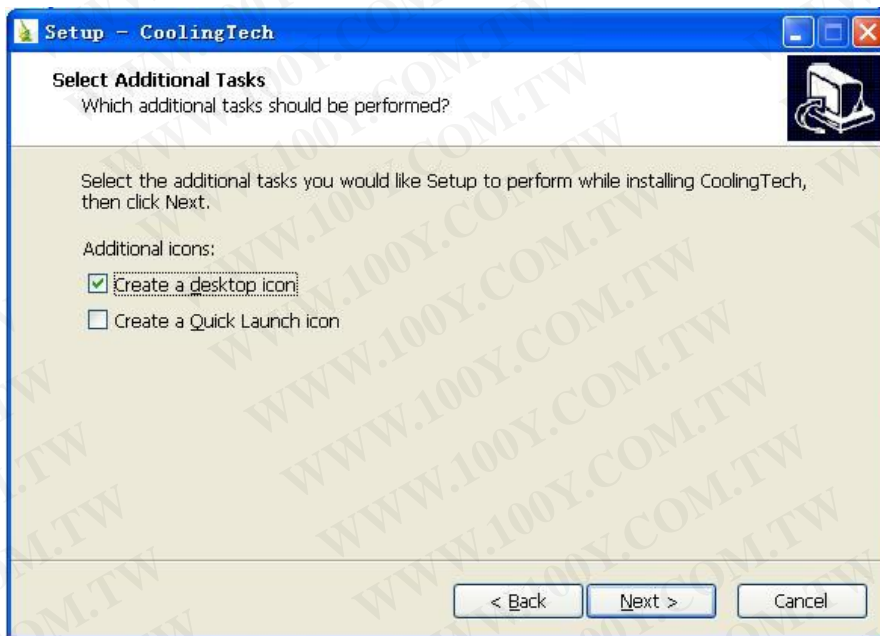 Setup - CoolingTech
Select Additional Tasks
Which additional tasks should be performed?
Select the additional tasks you would like Setup to perform while installing CoolingTech,
then click Next.
Additional icons:
Create a desktop icon
Create a Quick Launch icon
< Back
Next >
Cancel
WWW.100Y.COM.TW